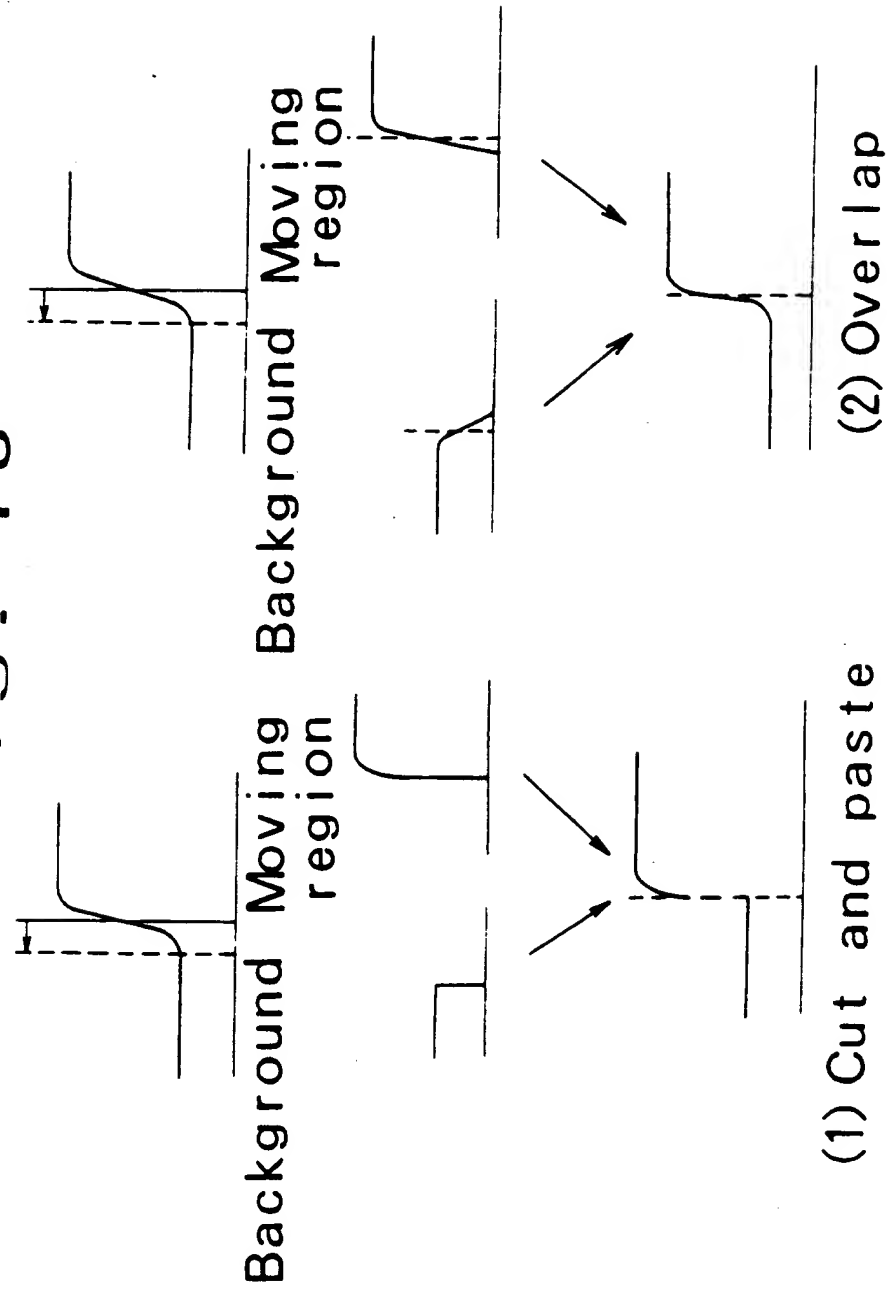 Background Moving
region
Background Moving
region
(1) Cut and paste
(2) Overlap